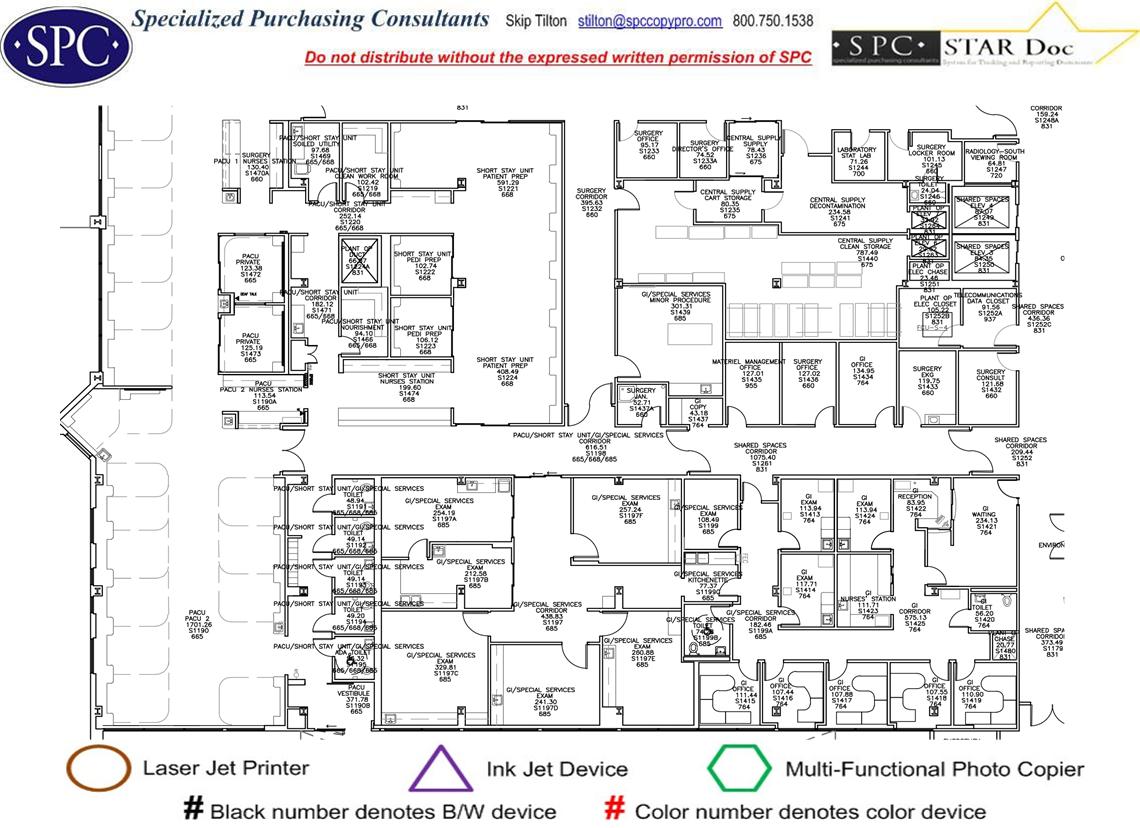 SPC
Specialized Purchasing Consultants Skip Tilton stilton@spccopypro.com 800.750.1538
Do not distribute without the expressed written permission of SPC
SPC STAR Doc
specialized purchasing consultants System for Tracking and Reporting Documents
831
CORRIDOR
159.24
S1248A
831
SURGERY
OFFICE
95.17
S1233
660
SURGERY
DIRECTOR'S OFFICE
74.52
S1233A
660
CENTRAL SUPPLY
SUPPLY
78.43
S1236
675
LABORATORY
STAT LAB
71.26
S1244
700
SURGERY
LOCKER ROOM
101.13
S1245
660
RADIOLOGY-SOUTH
VIEWING ROOM
64.81
S1247
720
PACU 1
SURGERY
NURSES STATION
130.40
S1470A
660
PACU/SHORT STAY UNIT
SOILED UTILITY
97.68
S1469
665/668
PACU/SHORT STAY UNIT
CLEAN WORK ROOM
102.42
S1219
665/668
SHORT STAY UNIT
PATIENT PREP
591.29
S1221
668
SURGERY
CORRIDOR
395.63
S1232
660
CENTRAL SUPPLY
CART STORAGE
80.35
S1235
675
CENTRAL SUPPLY
DECONTAMINATION
234.58
S1241
675
SURGERY
TOILET
24.04
S1246
660
SHARED SPACES
ELEV 4
S1249
831
PACU/SHORT STAY UNIT
CORRIDOR
252.14
S1220
665/668
PLANT OP
ELEV
831
CENTRAL SUPPLY
CLEAN STORAGE
787.49
S1440
675
SHARED SPACES
ELEV 3
S1250
831
PLANT OP
ELEC CHASE
23.48
S1251
831
PACU
PRIVATE
123.38
S1472
665
PLANT OP
DUCT
831
SHORT STAY UNIT
PEDI PREP
102.74
S1222
668
PACU/SHORT STAY UNIT
CORRIDOR
182.12
S1471
665/668
GI/SPECIAL SERVICES
MINOR PROCEDURE
301.31
S1439
685
PLANT OP
105.22
S1252B
831
FCU-S-4
TELECOMMUNICATIONS
DATA CLOSET
91.56
S1252A
937
SHARED SPACES
CORRIDOR
436.36
S1252C
831
PACU
PRIVATE
125.19
S1473
665
PACU/SHORT STAY UNIT
NOURISHMENT
94.10
S1466
665/668
SHORT STAY UNIT
PEDI PREP
106.12
S1223
668
SHORT STAY UNIT
PATIENT PREP
408.49
S1224
668
PACU
PACU 2 NURSES STATION
113.54
S1190A
665
SHORT STAY UNIT
NURSES STATION
199.60
S1474
668
MATERIEL MANAGEMENT
OFFICE
127.01
S1435
955
SURGERY
OFFICE
127.02
S1436
660
GI
OFFICE
134.95
S1434
764
SURGERY
EKG
119.75
S1433
660
SURGERY
CONSULT
121.68
S1432
660
SURGERY
JAN.
52.71
S1437A
660
GI
COPY
43.18
S1437
764
PACU/SHORT STAY UNIT/GI/SPECIAL SERVICES
CORRIDOR
616.51
S1198
665/668/685
SHARED SPACES
CORRIDOR
1075.40
S1261
831
SHARED SPACES
CORRIDOR
209.44
S1252
831
PACU/SHORT STAY UNIT/GI/SPECIAL SERVICES
TOILET
48.94
S1191
665/668/685
GI/SPECIAL SERVICES
EXAM
254.19
S1197A
685
GI/SPECIAL SERVICES
EXAM
257.24
S1197F
685
GI/SPECIAL SERVICES
EXAM
108.49
S1199
685
GI
EXAM
113.94
S1413
764
GI
EXAM
113.94
S1424
764
GI
RECEPTION
83.95
S1422
764
GI
WAITING
234.13
S1421
764
PACU/SHORT STAY UNIT/GI/SPECIAL SERVICES
TOILET
49.14
S1192
665/668/685
ENVIRON
PACU/SHORT STAY UNIT/GI/SPECIAL SERVICES
TOILET
49.14
S1193
665/668/685
GI/SPECIAL SERVICES
EXAM
212.58
S1197B
685
FEC
GI/SPECIAL SERVICES
KITCHENETTE
77.37
S1199C
685
GI
EXAM
117.71
S1414
764
GI
NURSES' STATION
111.71
S1423
764
PACU/SHORT STAY UNIT/GI/SPECIAL SERVICES
TOILET
49.20
S1194
665/668/685
GI/SPECIAL SERVICES
CORRIDOR
438.83
S1197
685
GI/SPECIAL SERVICES
TOILET
S1199B
685
GI/SPECIAL SERVICES
CORRIDOR
182.46
S1199A
685
GI
CORRIDOR
575.13
S1425
764
GI
TOILET
56.20
S1420
764
PACU
PACU 2
1701.26
S1190
665
PACU/SHORT STAY UNIT/GI/SPECIAL SERVICES
ADA TOILET
S1195
665/668/685
GI/SPECIAL SERVICES
EXAM
329.81
S1197C
685
GI/SPECIAL SERVICES
EXAM
260.88
S1197E
685
CHASE
20.77
S1480
831
SHARED SPA
CORRIDO
373.49
S1179
831
PACU
VESTIBULE
371.78
S1190B
665
GI/SPECIAL SERVICES
EXAM
241.30
S1197D
685
GI
OFFICE
111.44
S1415
764
GI
OFFICE
107.44
S1416
764
GI
OFFICE
107.88
S1417
764
GI
OFFICE
107.55
S1418
764
GI
OFFICE
110.90
S1419
764
Laser Jet Printer
Ink Jet Device
Multi-Functional Photo Copier
# Black number denotes B/W device
# Color number denotes color device